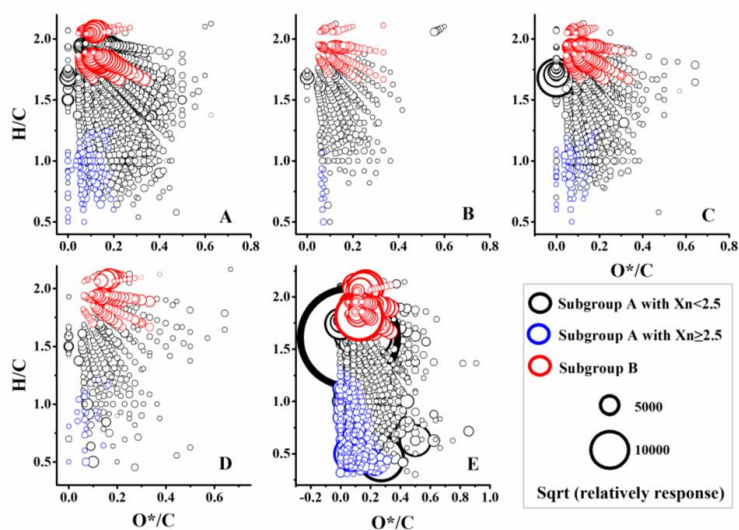 2.0
1.5
1.0
0.5
H/C
A
0.0 0.2 0.4 0.6 0.8
2.0
1.5
1.0
0.5
B
0.0 0.2 0.4 0.6 0.8
2.0
1.5
1.0
0.5
C
0.0 0.2 0.4 0.6 0.8
O*/C
2.0
1.5
1.0
0.5
H/C
D
0.0 0.2 0.4 0.6 0.8
O*/C
2.0
1.5
1.0
0.5
E
-0.2 0.0 0.2 0.4 0.6 0.8 1.0
O*/C
Subgroup A with Xn<2.5
Subgroup A with Xn≥2.5
Subgroup B
5000
10000
Sqrt (relatively response)